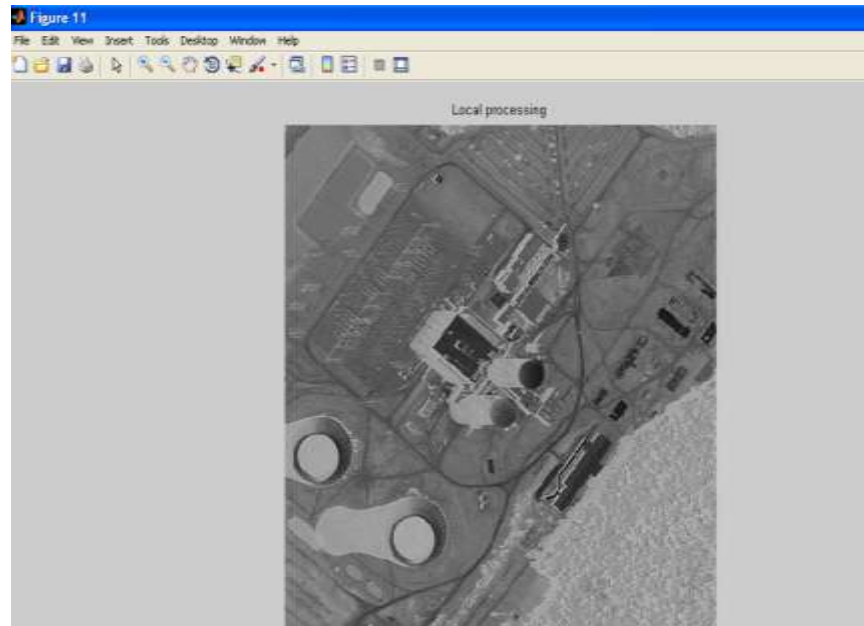 Figure 11
File Edit View Insert Tools Desktop Window Help
Local processing